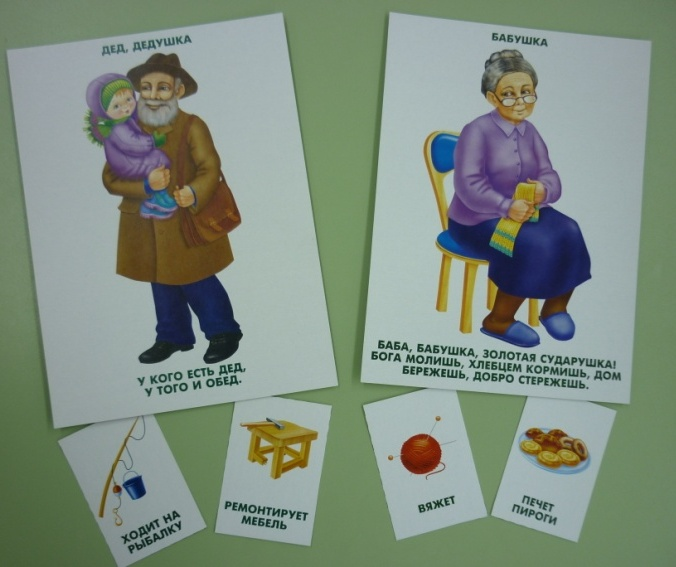 ДЕД, ДЕДУШКА
У КОГО ЕСТЬ ДЕД,
У ТОГО И ОБЕД.
БАБУШКА
БАБА, БАБУШКА, ЗОЛОТАЯ СУДАРУШКА!
БОГА МОЛИШЬ, ХЛЕБЦЕМ КОРМИШЬ, ДОМ
БЕРЕЖЕШЬ, ДОБРО СТЕРЕЖЕШЬ.
ХОДИТ НА
РЫБАЛКУ
РЕМОНТИРУЕТ
МЕБЕЛЬ
ВЯЖЕТ
ПЕЧЕТ
ПИРОГИ